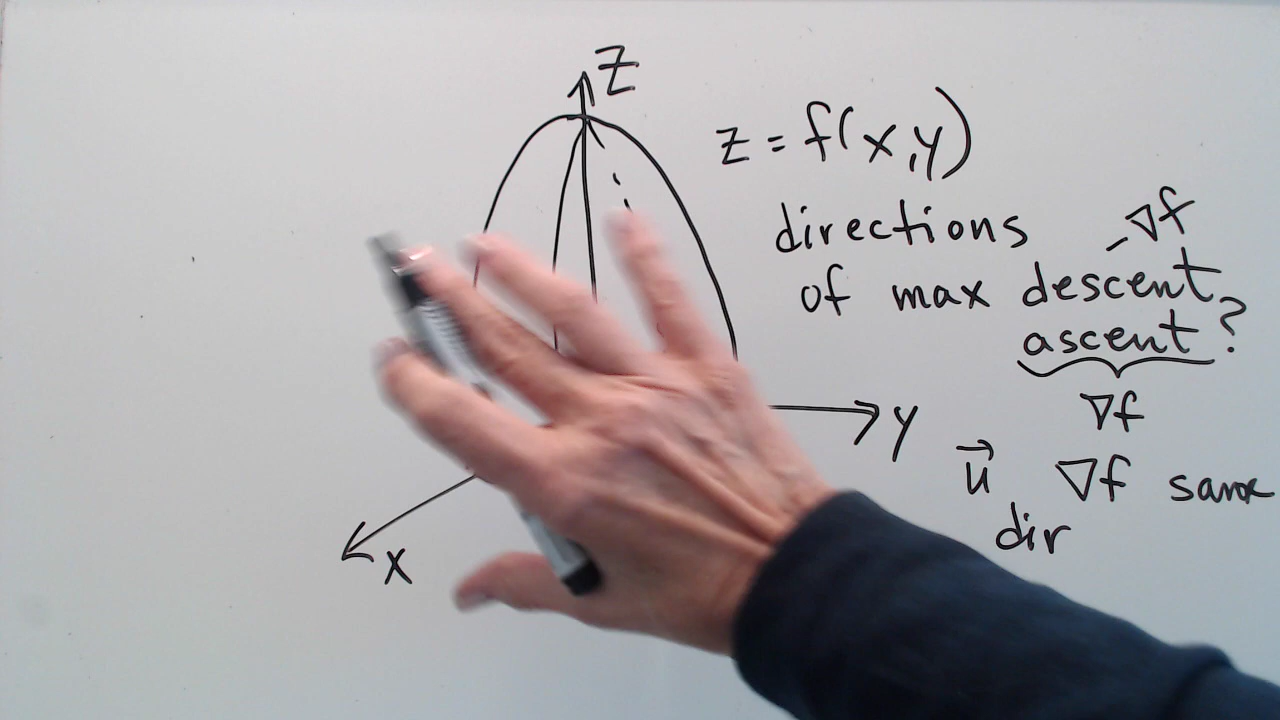 z
z = f(x,y)
directions
-∇f
of max descent,
ascent?
∇f
y
u⃗ ∇f same
dir
x